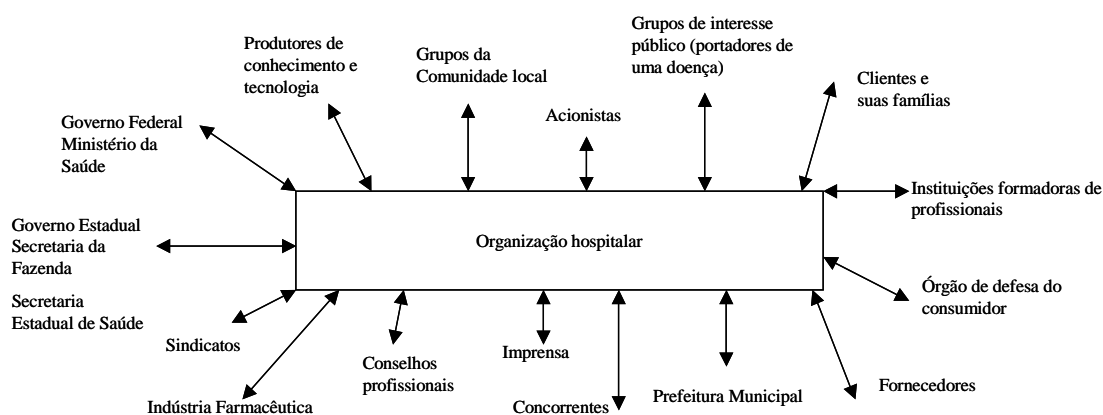 Produtores de
conhecimento e
tecnologia
Grupos da
Comunidade local
Acionistas
Grupos de interesse
público (portadores de
uma doença)
Clientes e
suas famílias
Governo Federal
Ministério da
Saúde
Instituições formadoras de
profissionais
Governo Estadual
Secretaria da
Fazenda
Organização hospitalar
Secretaria
Estadual de Saúde
Órgão de defesa do
consumidor
Sindicatos
Indústria Farmacêutica
Conselhos
profissionais
Imprensa
Concorrentes
Prefeitura Municipal
Fornecedores